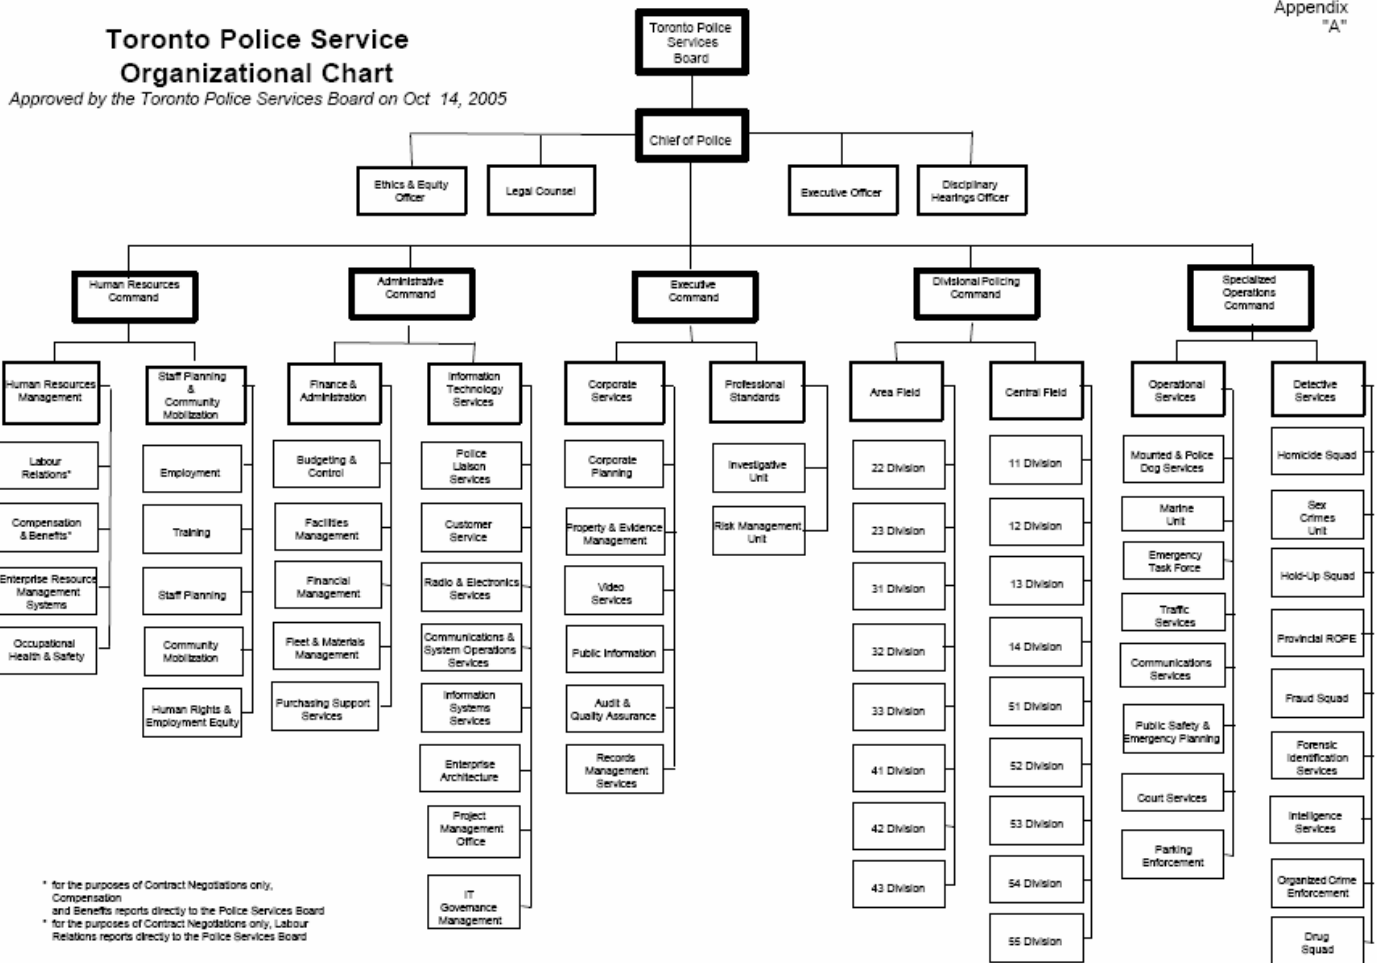 Appendix
"A"
Toronto Police Service
Organizational Chart
Approved by the Toronto Police Services Board on Oct 14, 2005
Toronto Police
Services
Board
Chief of Police
Ethics & Equity
Officer
Legal Counsel
Executive Officer
Disciplinary
Hearings Officer
Human Resources
Command
Administrative
Command
Executive
Command
Divisional Policing
Command
Specialized
Operations
Command
Human Resources
Management
Labour
Relations*
Compensation
& Benefits*
Enterprise Resource
Management
Systems
Occupational
Health & Safety
Staff Planning
&
Community
Mobilization
Employment
Training
Staff Planning
Community
Mobilization
Human Rights &
Employment Equity
Finance &
Administration
Budgeting &
Control
Facilities
Management
Financial
Management
Fleet & Materials
Management
Purchasing Support
Services
Information
Technology
Services
Police
Liaison
Services
Customer
Service
Radio & Electronics
Services
Communications &
System Operations
Services
Information
Systems
Services
Enterprise
Architecture
Project
Management
Office
IT
Governance
Management
Corporate
Services
Corporate
Planning
Property & Evidence
Management
Video
Services
Public Information
Audit &
Quality Assurance
Records
Management
Services
Professional
Standards
Investigative
Unit
Risk Management
Unit
Area Field
22 Division
23 Division
31 Division
32 Division
33 Division
41 Division
42 Division
43 Division
Central Field
11 Division
12 Division
13 Division
14 Division
51 Division
52 Division
53 Division
54 Division
55 Division
Operational
Services
Mounted & Police
Dog Services
Marine
Unit
Emergency
Task Force
Traffic
Services
Communications
Services
Public Safety &
Emergency Planning
Court Services
Parking
Enforcement
Detective
Services
Homicide Squad
Sex
Crimes
Unit
Hold-Up Squad
Provincial ROPE
Fraud Squad
Forensic
Identification
Services
Intelligence
Services
Organized Crime
Enforcement
Drug
Squad
* for the purposes of Contract Negotiations only,
Compensation
and Benefits reports directly to the Police Services Board
* for the purposes of Contract Negotiations only, Labour
Relations reports directly to the Police Services Board